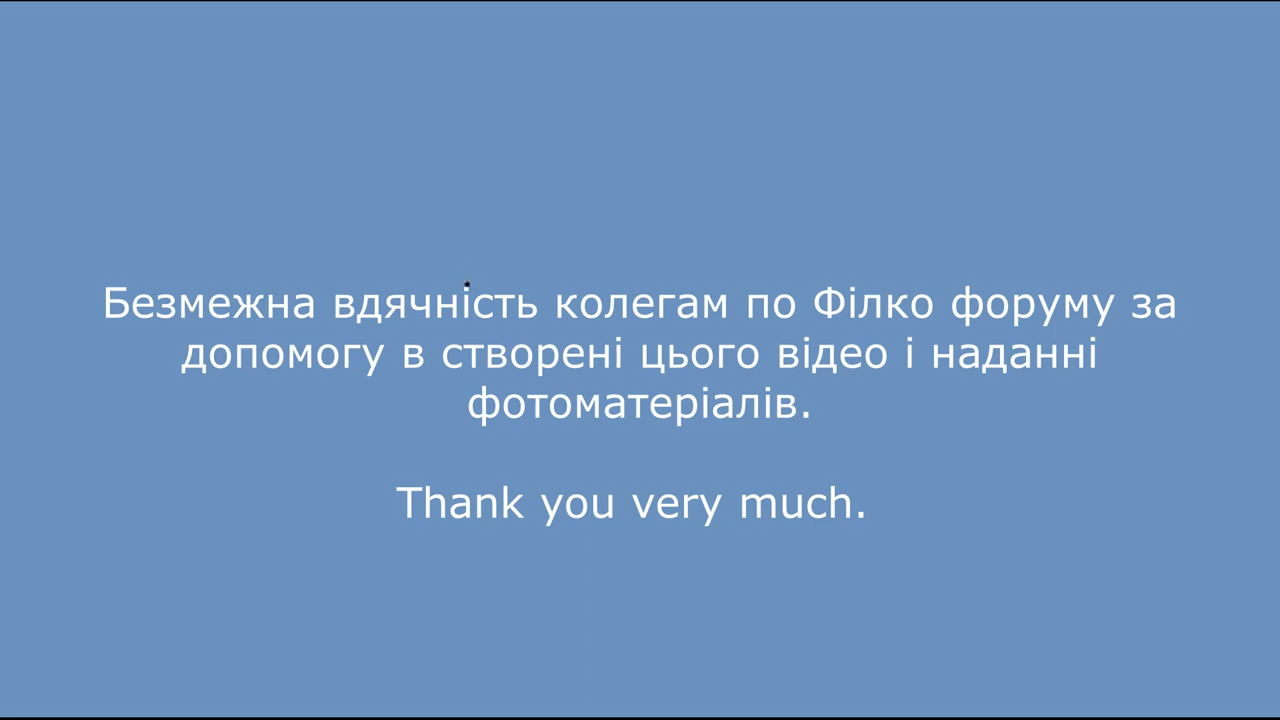 Безмежна вдячність колегам по Філко форуму за
допомогу в створені цього відео і наданні
фотоматеріалів.
Thank you very much.